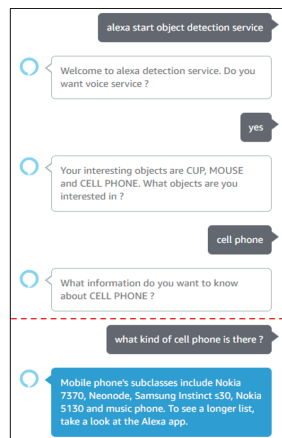 alexa start object detection service
Welcome to alexa detection service. Do you
want voice service ?
yes
Your interesting objects are CUP, MOUSE
and CELL PHONE. What objects are you
interested in ?
cell phone
What information do you want to know
about CELL PHONE ?
what kind of cell phone is there ?
Mobile phone's subclasses include Nokia
7370, Neonode, Samsung Instinct s30, Nokia
5130 and music phone. To see a longer list,
take a look at the Alexa app.